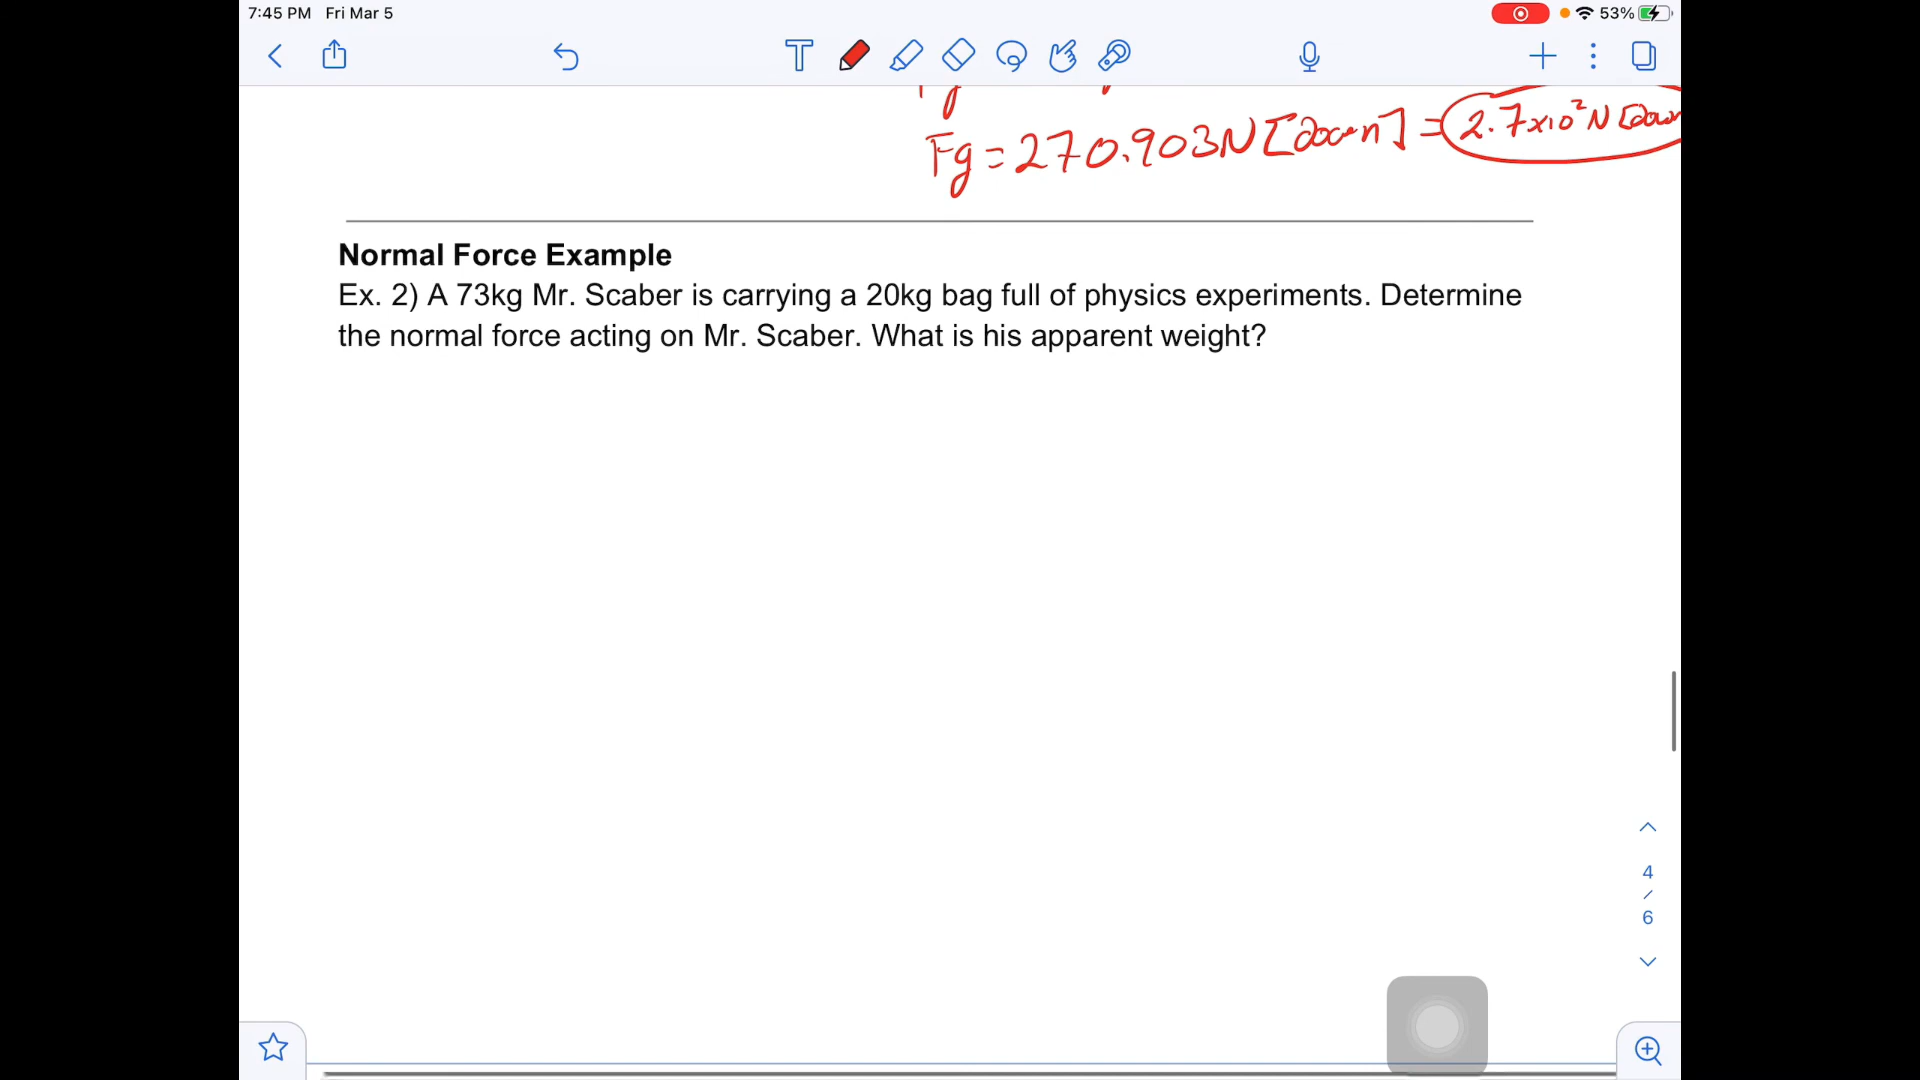 7:45 PM Fri Mar 5
53%
T
Fg = 270.903N [down] = 2.7x10² N [Down
Normal Force Example
Ex. 2) A 73kg Mr. Scaber is carrying a 20kg bag full of physics experiments. Determine
the normal force acting on Mr. Scaber. What is his apparent weight?
4
/
6